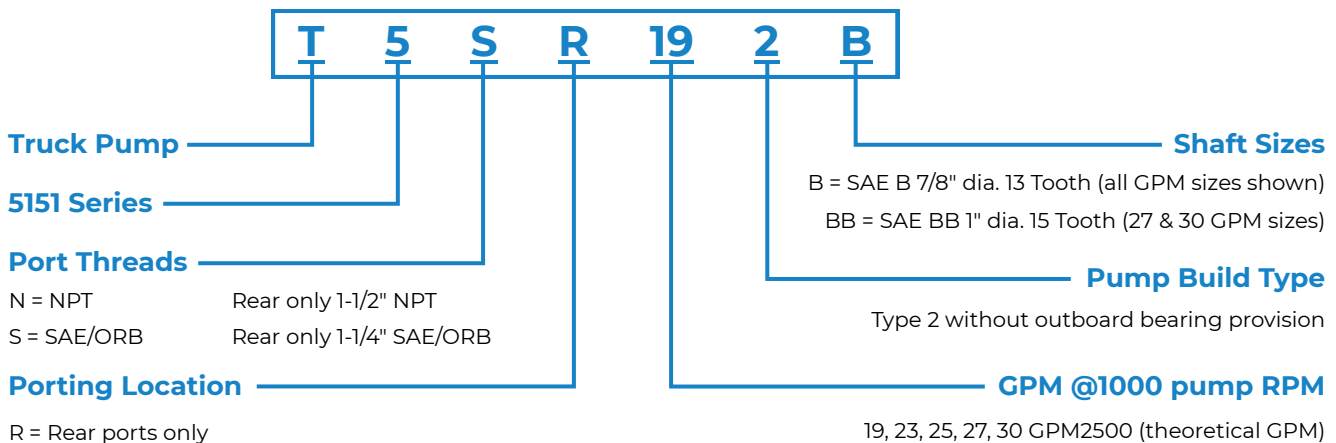 T 5 S R 19 2 B
Truck Pump
5151 Series
Port Threads
N = NPT Rear only 1-1/2" NPT
S = SAE/ORB Rear only 1-1/4" SAE/ORB
Porting Location
R = Rear ports only
Shaft Sizes
B = SAE B 7/8" dia. 13 Tooth (all GPM sizes shown)
BB = SAE BB 1" dia. 15 Tooth (27 & 30 GPM sizes)
Pump Build Type
Type 2 without outboard bearing provision
GPM @1000 pump RPM
19, 23, 25, 27, 30 GPM2500 (theoretical GPM)